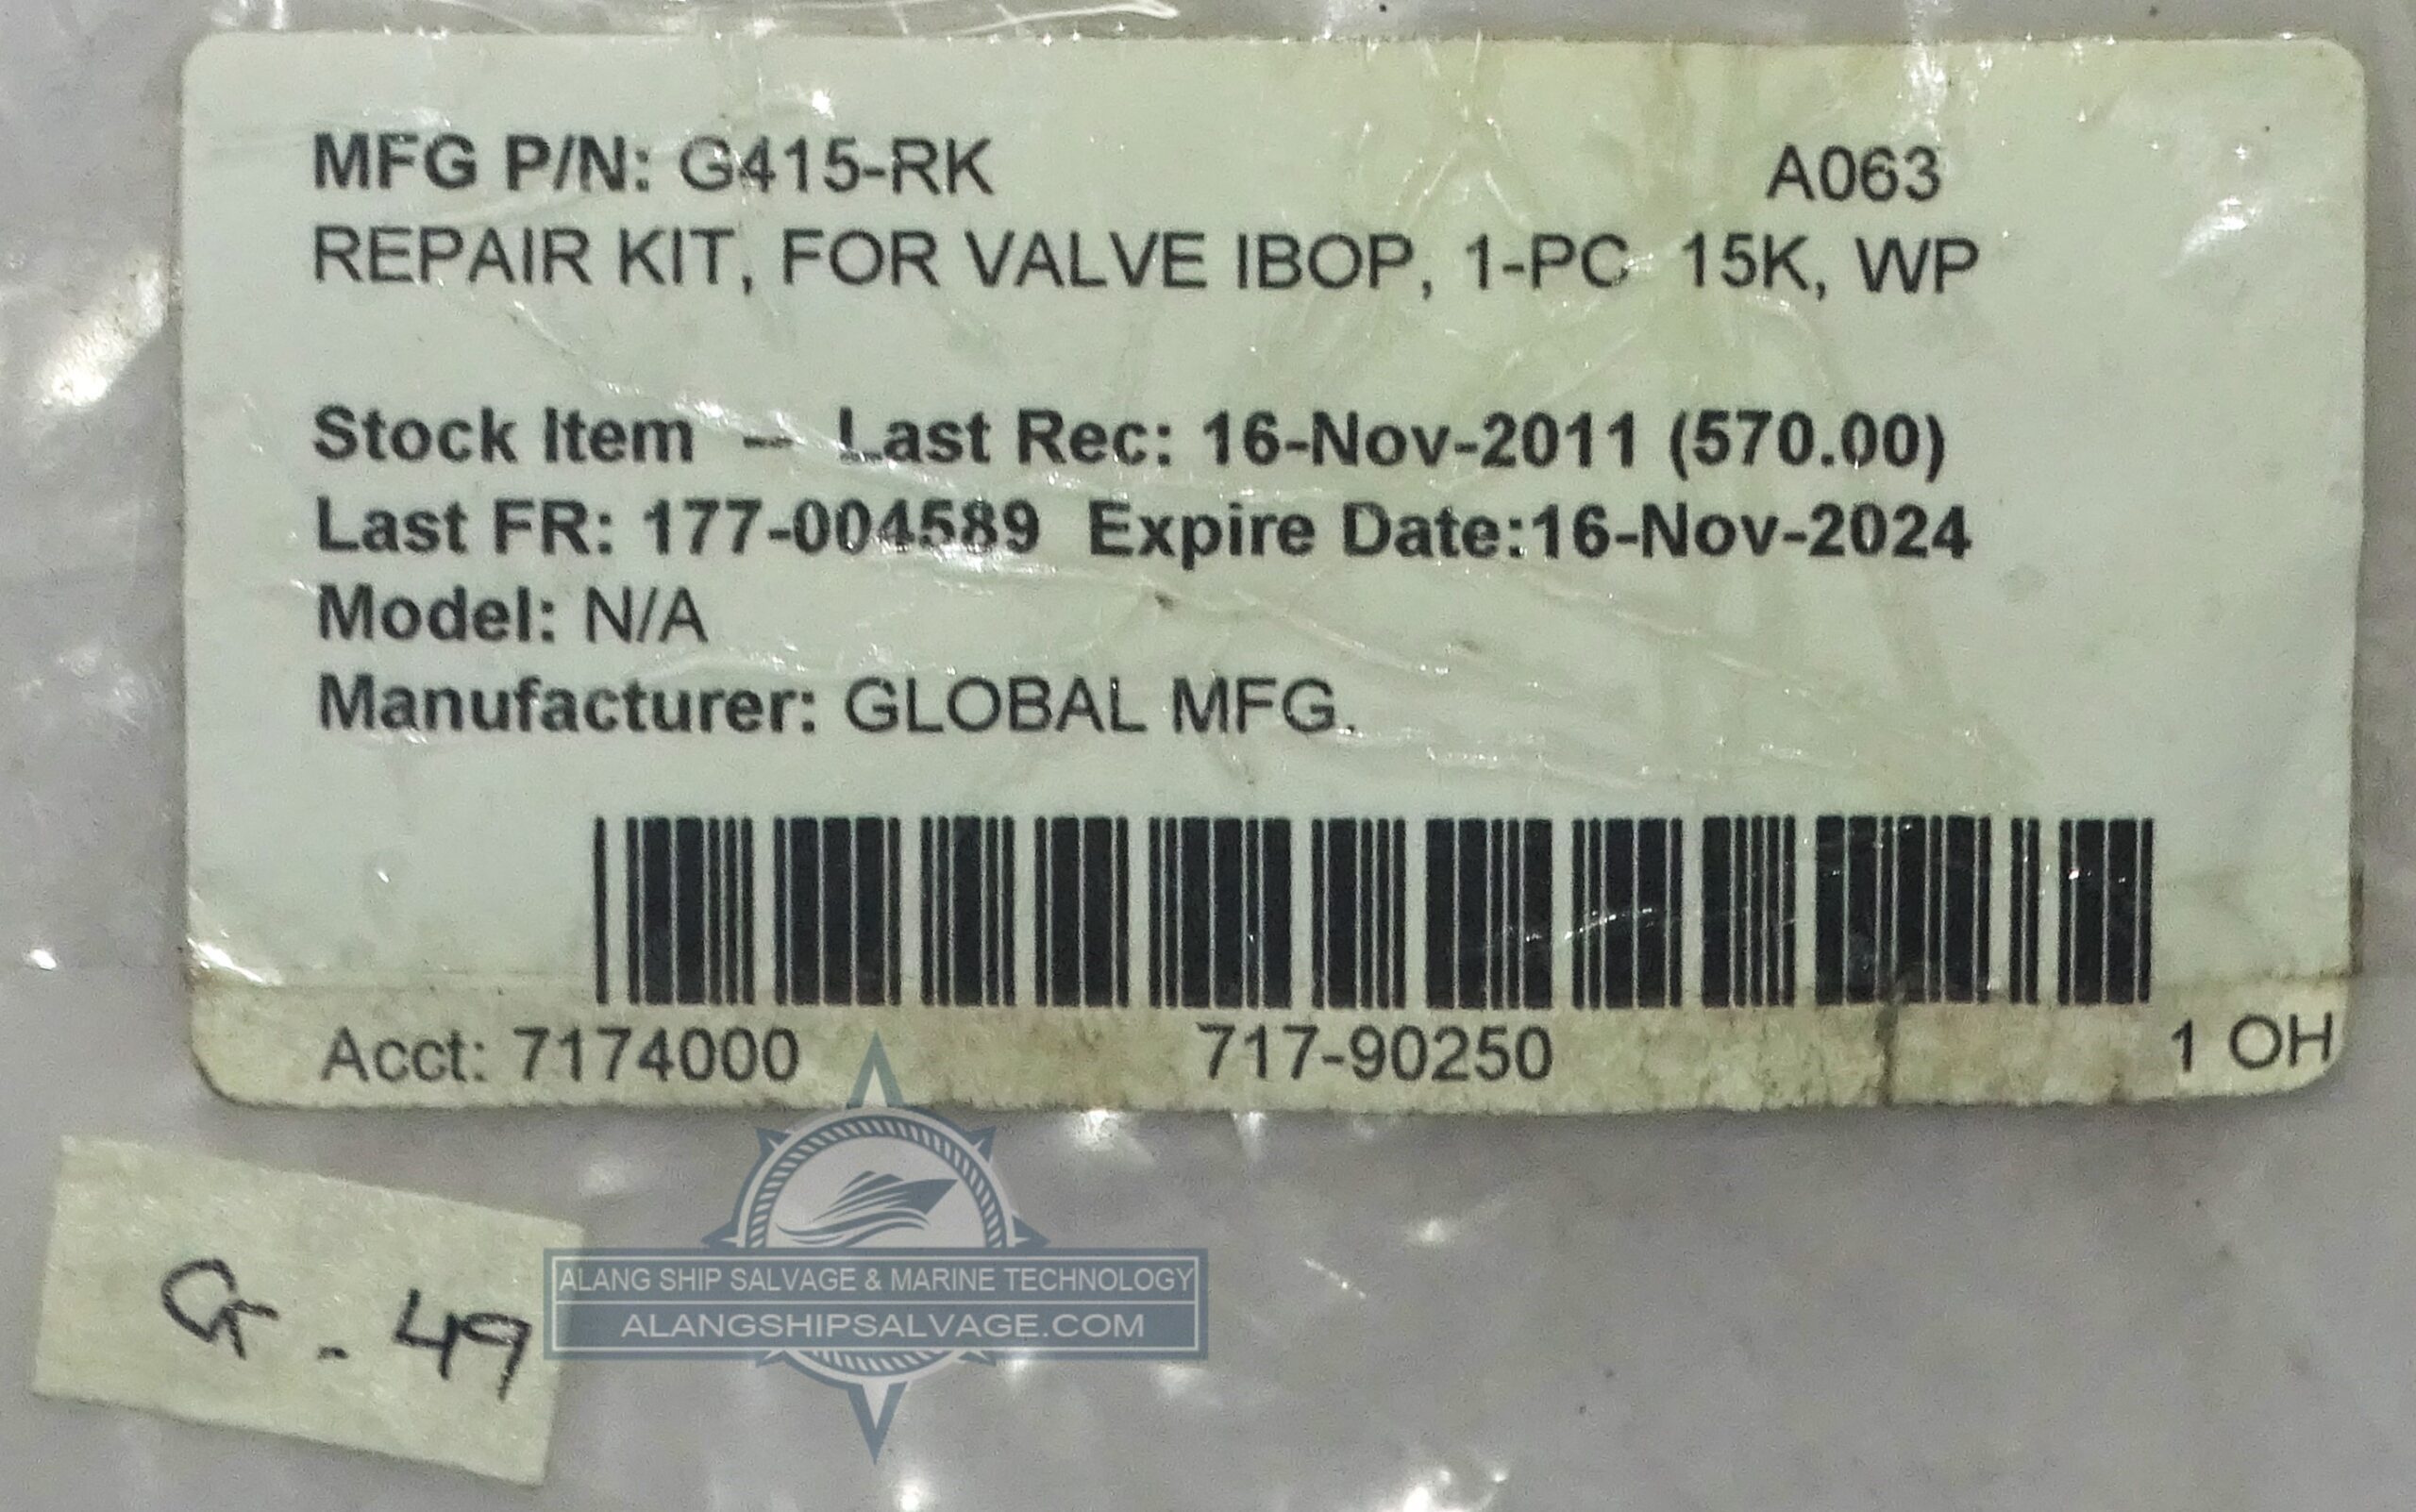 MFG P/N: G415-RK A063
REPAIR KIT, FOR VALVE IBOP, 1-PC 15K, WP
Stock Item -- Last Rec: 16-Nov-2011 (570.00)
Last FR: 177-004589 Expire Date:16-Nov-2024
Model: N/A
Manufacturer: GLOBAL MFG.
Acct: 7174000 717-90250 1 OH
G - 49
ALANG SHIP SALVAGE & MARINE TECHNOLOGY
ALANGSHIPSALVAGE.COM